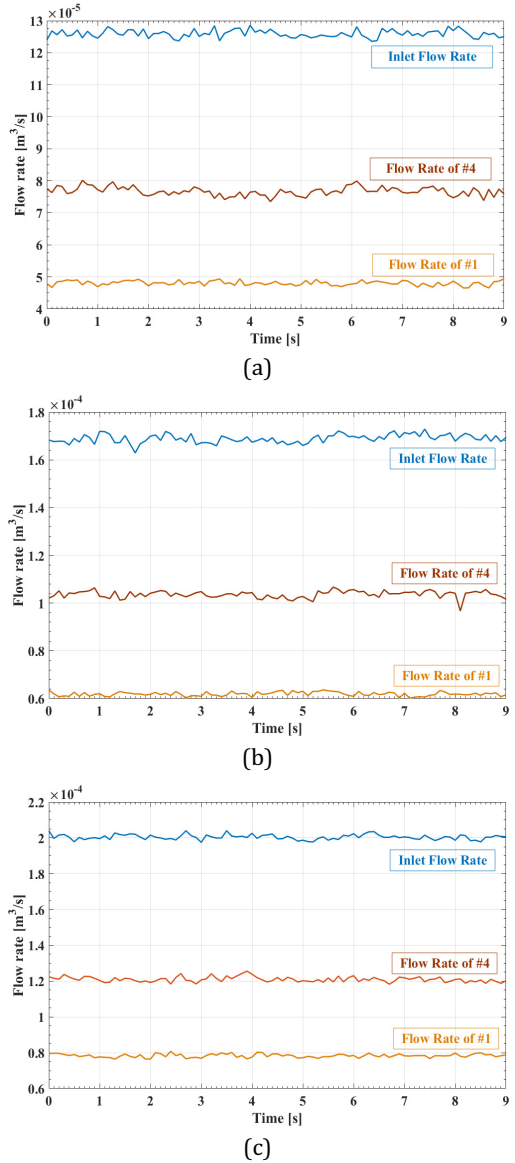 ×10⁻⁵
13
12
11
10
9
8
7
6
5
4
Flow rate [m³/s]
Inlet Flow Rate
Flow Rate of #4
Flow Rate of #1
0 1 2 3 4 5 6 7 8 9
Time [s]
(a)
×10⁻⁴
1.8
1.6
1.4
1.2
1
0.8
0.6
Flow rate [m³/s]
Inlet Flow Rate
Flow Rate of #4
Flow Rate of #1
0 1 2 3 4 5 6 7 8 9
Time [s]
(b)
×10⁻⁴
2.2
2
1.8
1.6
1.4
1.2
1
0.8
0.6
Flow rate [m³/s]
Inlet Flow Rate
Flow Rate of #4
Flow Rate of #1
0 1 2 3 4 5 6 7 8 9
Time [s]
(c)